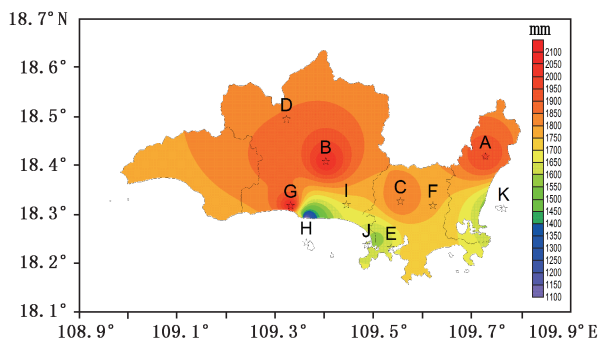 18.7°N
mm
18.6°
18.5°
18.4°
18.3°
18.2°
18.1°
D
B
A
G
I
C
F
K
H
J
E
2100
2050
2000
1950
1900
1850
1800
1750
1700
1650
1600
1550
1500
1450
1400
1350
1300
1250
1200
1150
1100
108.9°
109.1°
109.3°
109.5°
109.7°
109.9°E